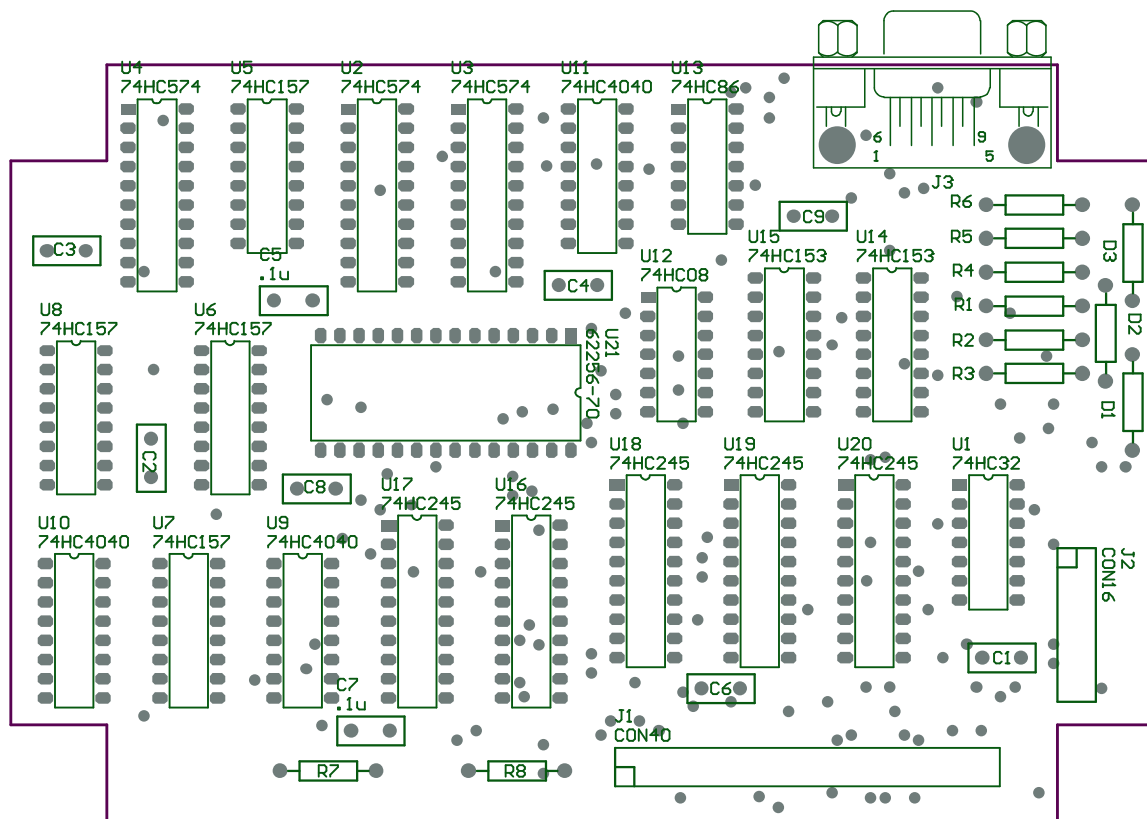 U4
74HC574
U5
74HC157
U2
74HC574
U3
74HC574
U11
74HC4040
U13
74HC86
6
9
1
5
J3
R6
C9
C3
C5
.1u
R5
U15
74HC153
U14
74HC153
D3
U12
74HC08
R4
C4
R1
U8
74HC157
U6
74HC157
U21
62256-70
D2
R2
R3
D1
C2
U18
74HC245
U19
74HC245
U20
74HC245
U1
74HC32
C8
U17
74HC245
U16
74HC245
U10
74HC4040
U7
74HC157
U9
74HC4040
J2
CON16
C1
C7
.1u
C6
J1
CON40
R7
R8